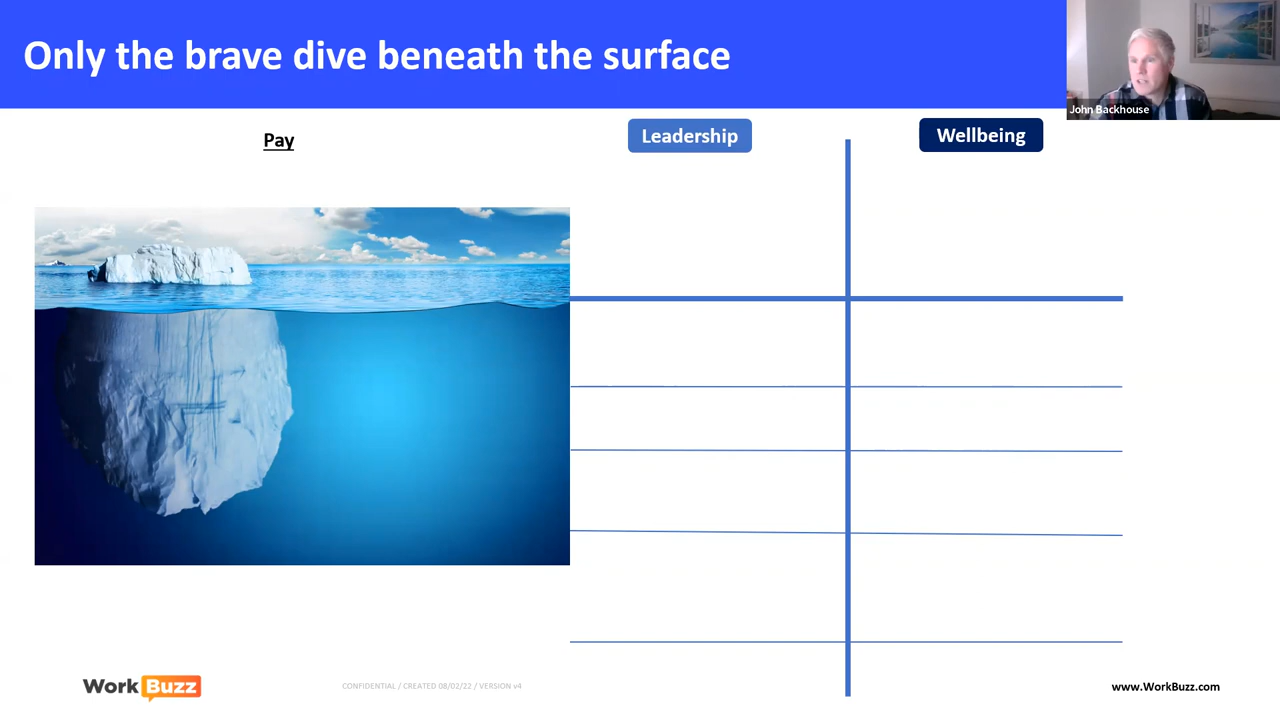 Only the brave dive beneath the surface
John Backhouse
Pay
Leadership
Wellbeing
WorkBuzz
CONFIDENTIAL / CREATED 08/02/22 / VERSION v4
www.WorkBuzz.com